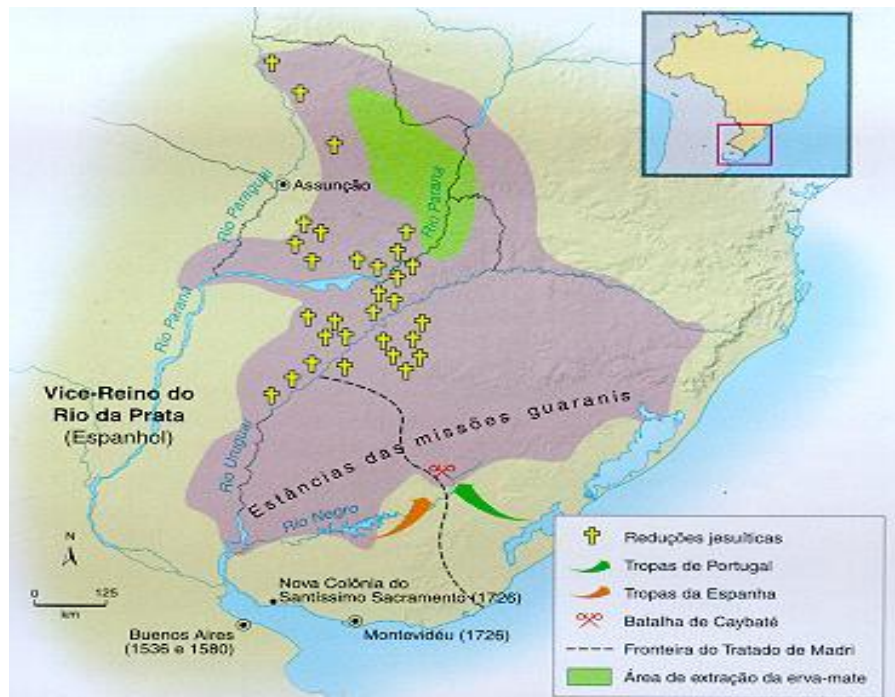 Assunção
Rio Paraguai
Rio Paraná
Rio Paraná
Vice-Reino do
Rio da Prata
(Espanhol)
Rio Uruguai
Estâncias das missões guaranis
Rio Negro
N
0 125
km
Nova Colônia do
Santíssimo Sacramento (1726)
Buenos Aires
(1536 e 1580)
Montevidéu (1726)
Reduções jesuíticas
Tropas de Portugal
Tropas da Espanha
Batalha de Caybaté
Fronteira do Tratado de Madri
Área de extração da erva-mate